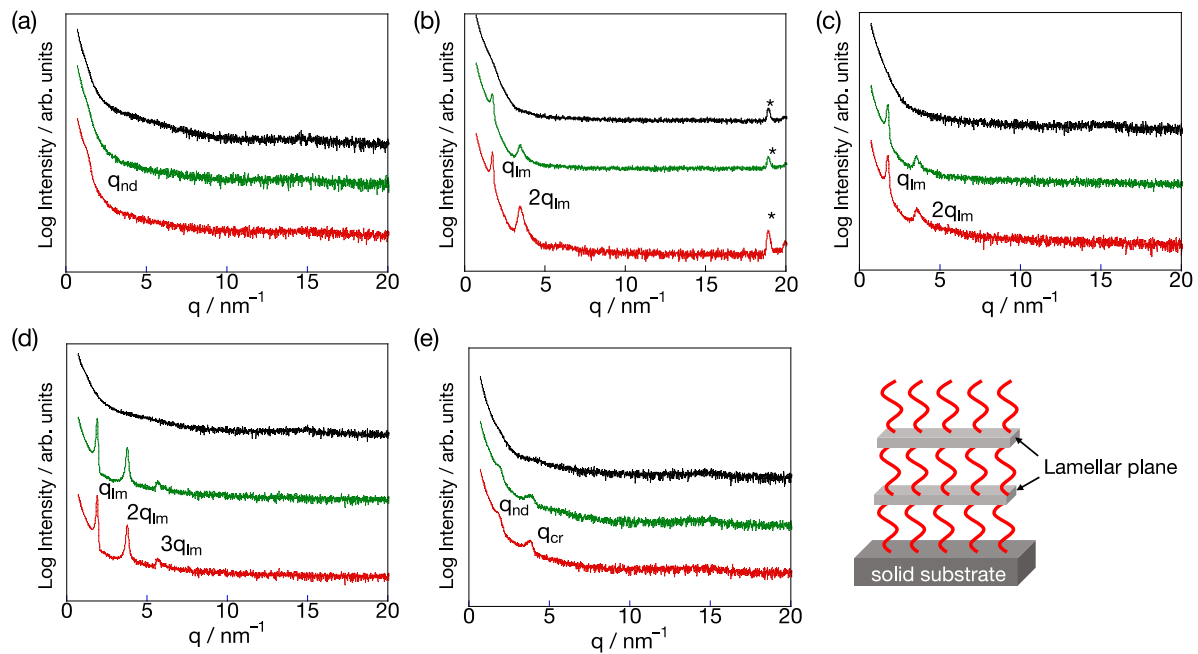 (a)
Log Intensity / arb. units
q_nd
0 5 10 15 20
q / nm⁻¹
(b)
Log Intensity / arb. units
*
*
q_lm
2q_lm
*
0 5 10 15 20
q / nm⁻¹
(c)
Log Intensity / arb. units
q_lm
2q_lm
0 5 10 15 20
q / nm⁻¹
(d)
Log Intensity / arb. units
q_lm
2q_lm
3q_lm
0 5 10 15 20
q / nm⁻¹
(e)
Log Intensity / arb. units
q_nd
q_cr
0 5 10 15 20
q / nm⁻¹
Lamellar plane
solid substrate